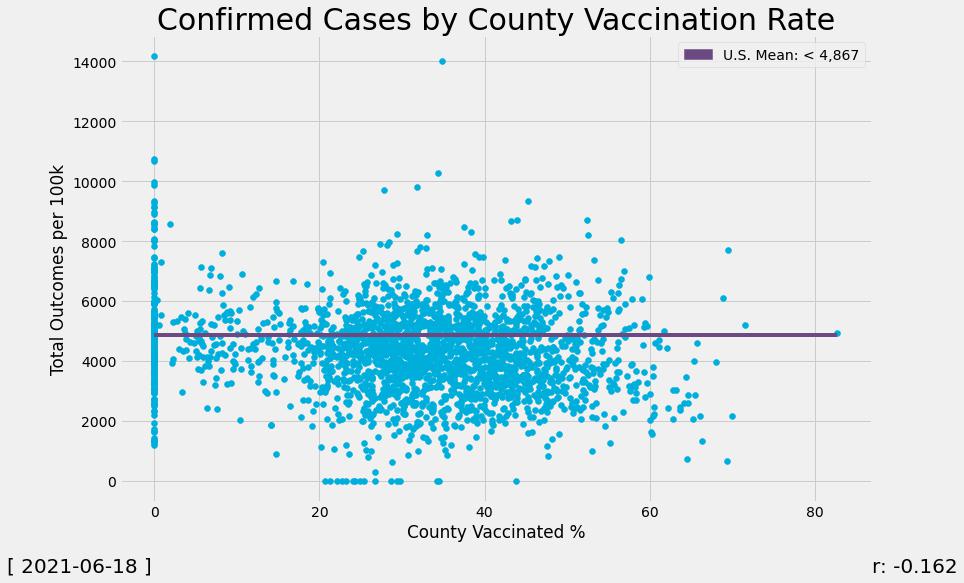 Confirmed Cases by County Vaccination Rate
U.S. Mean: < 4,867
Total Outcomes per 100k
14000
12000
10000
8000
6000
4000
2000
0
0 20 40 60 80
County Vaccinated %
[ 2021-06-18 ]
r: -0.162